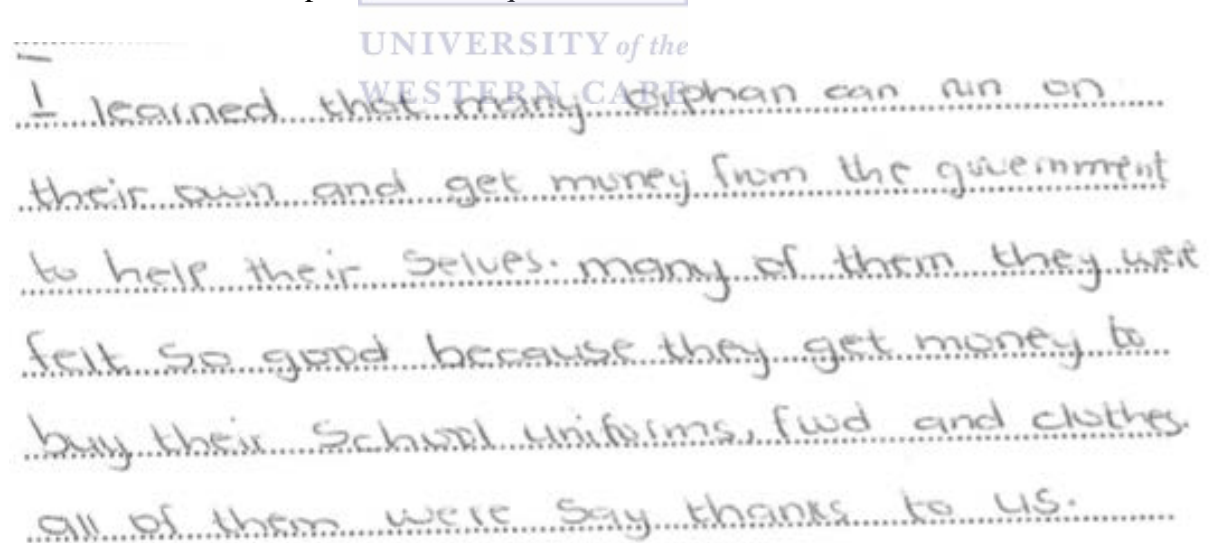 UNIVERSITY of the
WESTERN CAPE
I learned that many orphan can run on
their own and get money from the government
to help their selves. many of them they were
felt so good because they get money to
buy their School uniforms, food and clothes.
all of them were Say thanks to us.